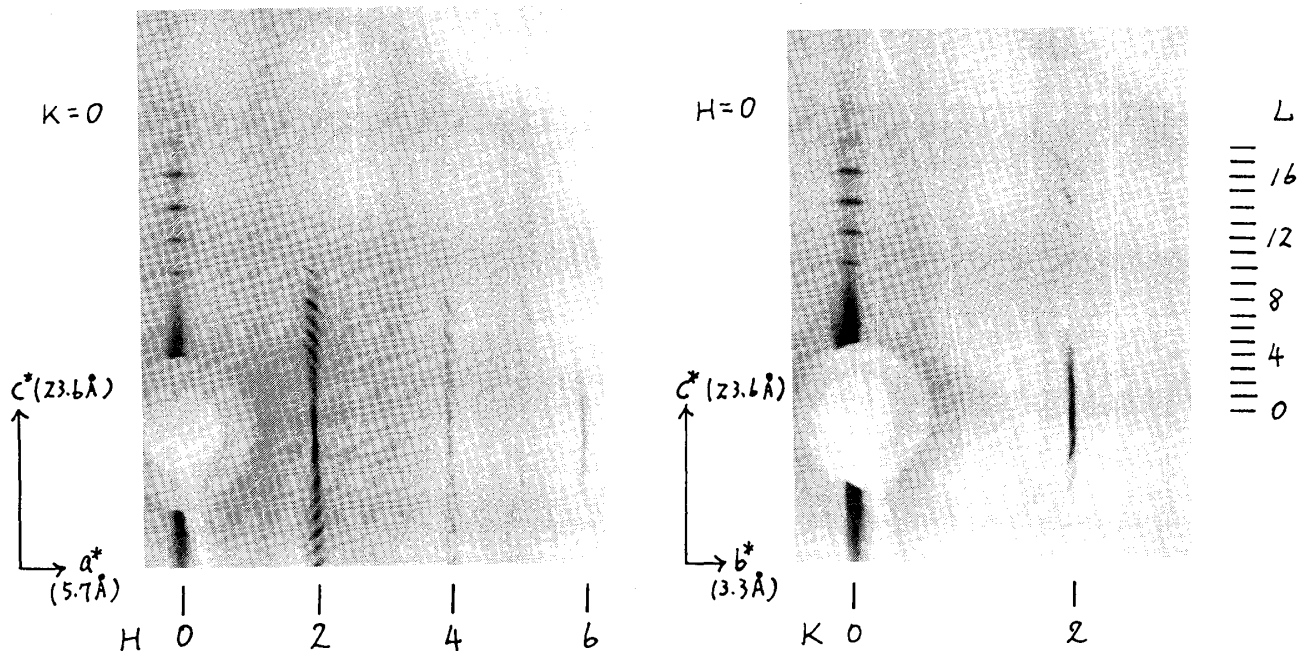 K=0
c* (23.6Å)
a*
(5.7Å)
H 0 2 4 6
H=0
c* (23.6Å)
b*
(3.3Å)
K 0 2
L
16
12
8
4
0